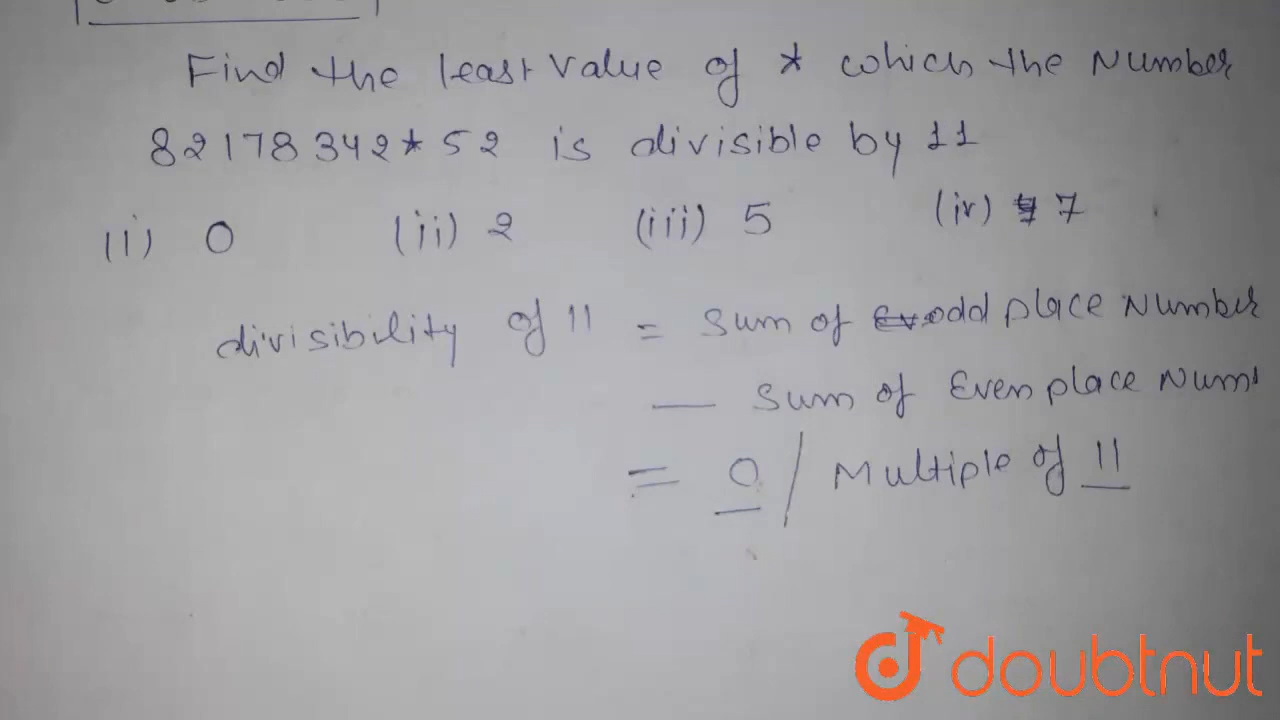 Find the least value of * which the Number
82178342*52 is divisible by 11
(i) 0 (ii) 2 (iii) 5 (iv) 7
divisibility of 11 = sum of odd place Number
— sum of Even place Num
= 0 / Multiple of 11
doubtnut